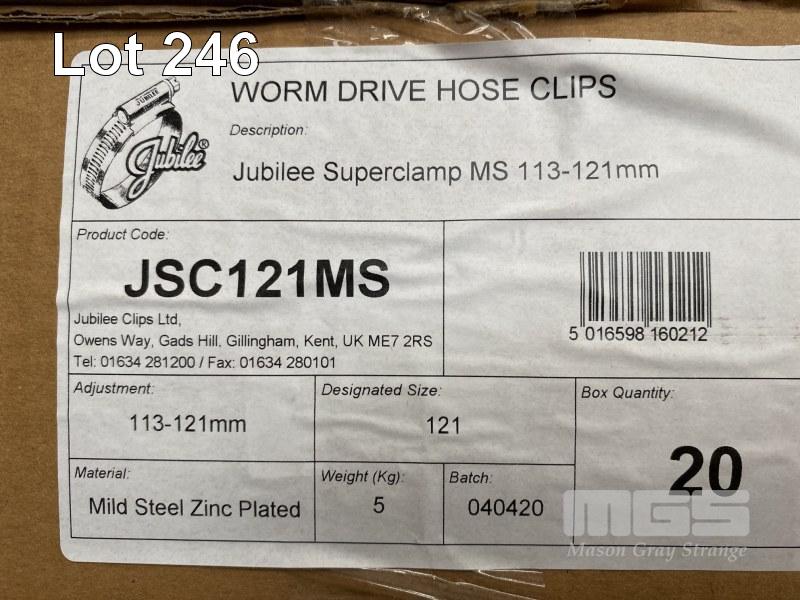 Lot 246
JUBILEE
Jubilee®
WORM DRIVE HOSE CLIPS
Description:
Jubilee Superclamp MS 113-121mm
Product Code:
JSC121MS
Jubilee Clips Ltd,
Owens Way, Gads Hill, Gillingham, Kent, UK ME7 2RS
Tel: 01634 281200 / Fax: 01634 280101
5 016598 160212
Adjustment:
113-121mm
Designated Size:
121
Box Quantity:
20
Material:
Mild Steel Zinc Plated
Weight (Kg):
5
Batch:
040420
MGS
Mason Gray Strange